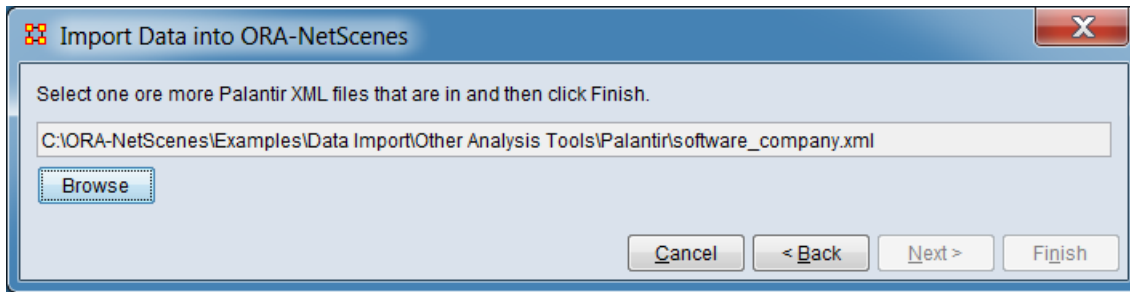 Import Data into ORA-NetScenes
X
Select one ore more Palantir XML files that are in and then click Finish.
C:\ORA-NetScenes\Examples\Data Import\Other Analysis Tools\Palantir\software_company.xml
Browse
Cancel < Back Next > Finish